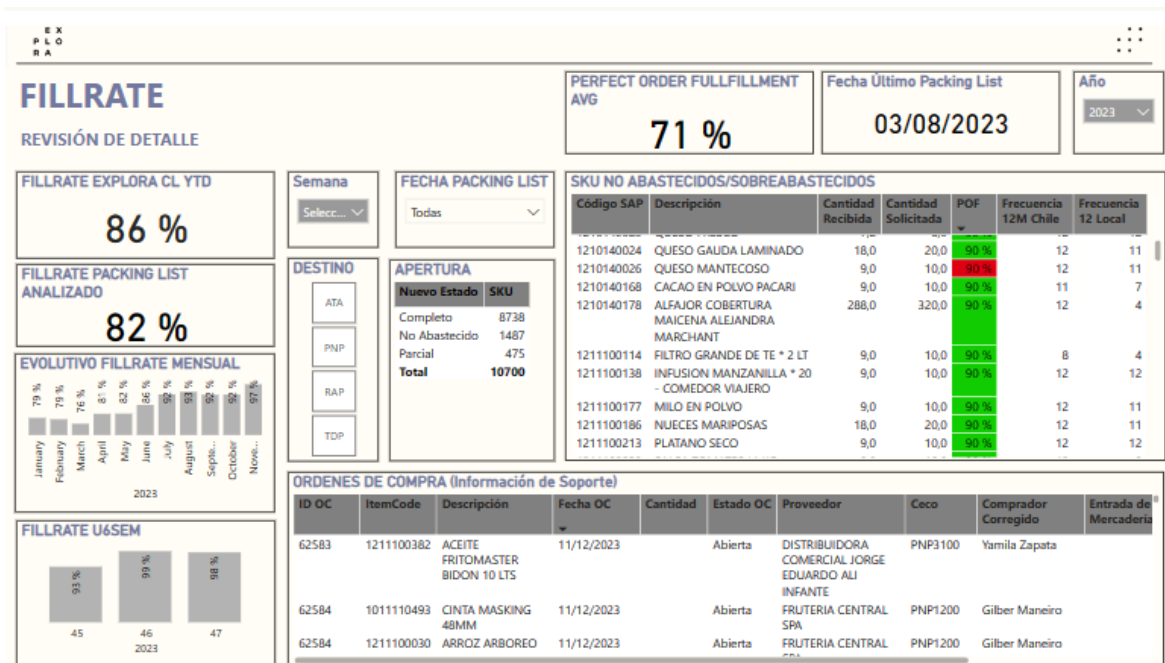 E X
P L O
R A
FILLRATE
REVISIÓN DE DETALLE
PERFECT ORDER FULLFILLMENT
AVG
71 %
Fecha Último Packing List
03/08/2023
Año
2023
FILLRATE EXPLORA CL YTD
86 %
FILLRATE PACKING LIST
ANALIZADO
82 %
Semana
Selecc...
FECHA PACKING LIST
Todas
DESTINO
ATA
PNP
RAP
TDP
APERTURA
Nuevo Estado SKU
Completo 8738
No Abastecido 1487
Parcial 475
Total 10700
SKU NO ABASTECIDOS/SOBREABASTECIDOS
Código SAP Descripción Cantidad Recibida Cantidad Solicitada POF Frecuencia 12M Chile Frecuencia 12 Local
1210140024 QUESO GAUDA LAMINADO 18,0 20,0 90 % 12 11
1210140026 QUESO MANTECOSO 9,0 10,0 90 % 12 11
1210140168 CACAO EN POLVO PACARI 9,0 10,0 90 % 11 7
1210140178 ALFAJOR COBERTURA 288,0 320,0 90 % 12 4
MAICENA ALEJANDRA
MARCHANT
1211100114 FILTRO GRANDE DE TE * 2 LT 9,0 10,0 90 % 8 4
1211100138 INFUSION MANZANILLA * 20 9,0 10,0 90 % 12 12
- COMEDOR VIAJERO
1211100177 MILO EN POLVO 9,0 10,0 90 % 12 11
1211100186 NUECES MARIPOSAS 18,0 20,0 90 % 12 11
1211100213 PLATANO SECO 9,0 10,0 90 % 12 12
EVOLUTIVO FILLRATE MENSUAL
79 % 79 % 76 % 81 % 82 % 86 % 92 % 93 % 92 % 92 % 97 %
January February March April May June July August Septe... October Nove...
2023
FILLRATE U6SEM
93 % 99 % 98 %
45 46 47
2023
ORDENES DE COMPRA (Información de Soporte)
ID OC ItemCode Descripción Fecha OC Cantidad Estado OC Proveedor Ceco Comprador Corregido Entrada de Mercadería
62583 1211100382 ACEITE 11/12/2023 Abierta DISTRIBUIDORA PNP3100 Yamila Zapata
FRITOMASTER COMERCIAL JORGE
BIDON 10 LTS EDUARDO ALI
INFANTE
62584 1011110493 CINTA MASKING 11/12/2023 Abierta FRUTERIA CENTRAL PNP1200 Gilber Maneiro
48MM SPA
62584 1211100030 ARROZ ARBOREO 11/12/2023 Abierta FRUTERIA CENTRAL PNP1200 Gilber Maneiro